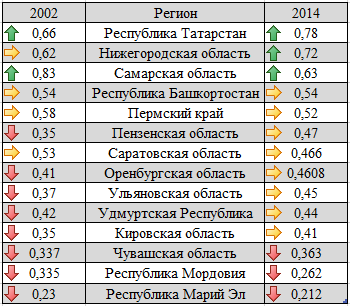 2002 Регион 2014
0,66 Республика Татарстан 0,78
0,62 Нижегородская область 0,72
0,83 Самарская область 0,63
0,54 Республика Башкортостан 0,54
0,58 Пермский край 0,52
0,35 Пензенская область 0,47
0,53 Саратовская область 0,466
0,41 Оренбургская область 0,4608
0,37 Ульяновская область 0,45
0,42 Удмуртская Республика 0,44
0,35 Кировская область 0,41
0,337 Чувашская область 0,363
0,335 Республика Мордовия 0,262
0,23 Республика Марий Эл 0,212